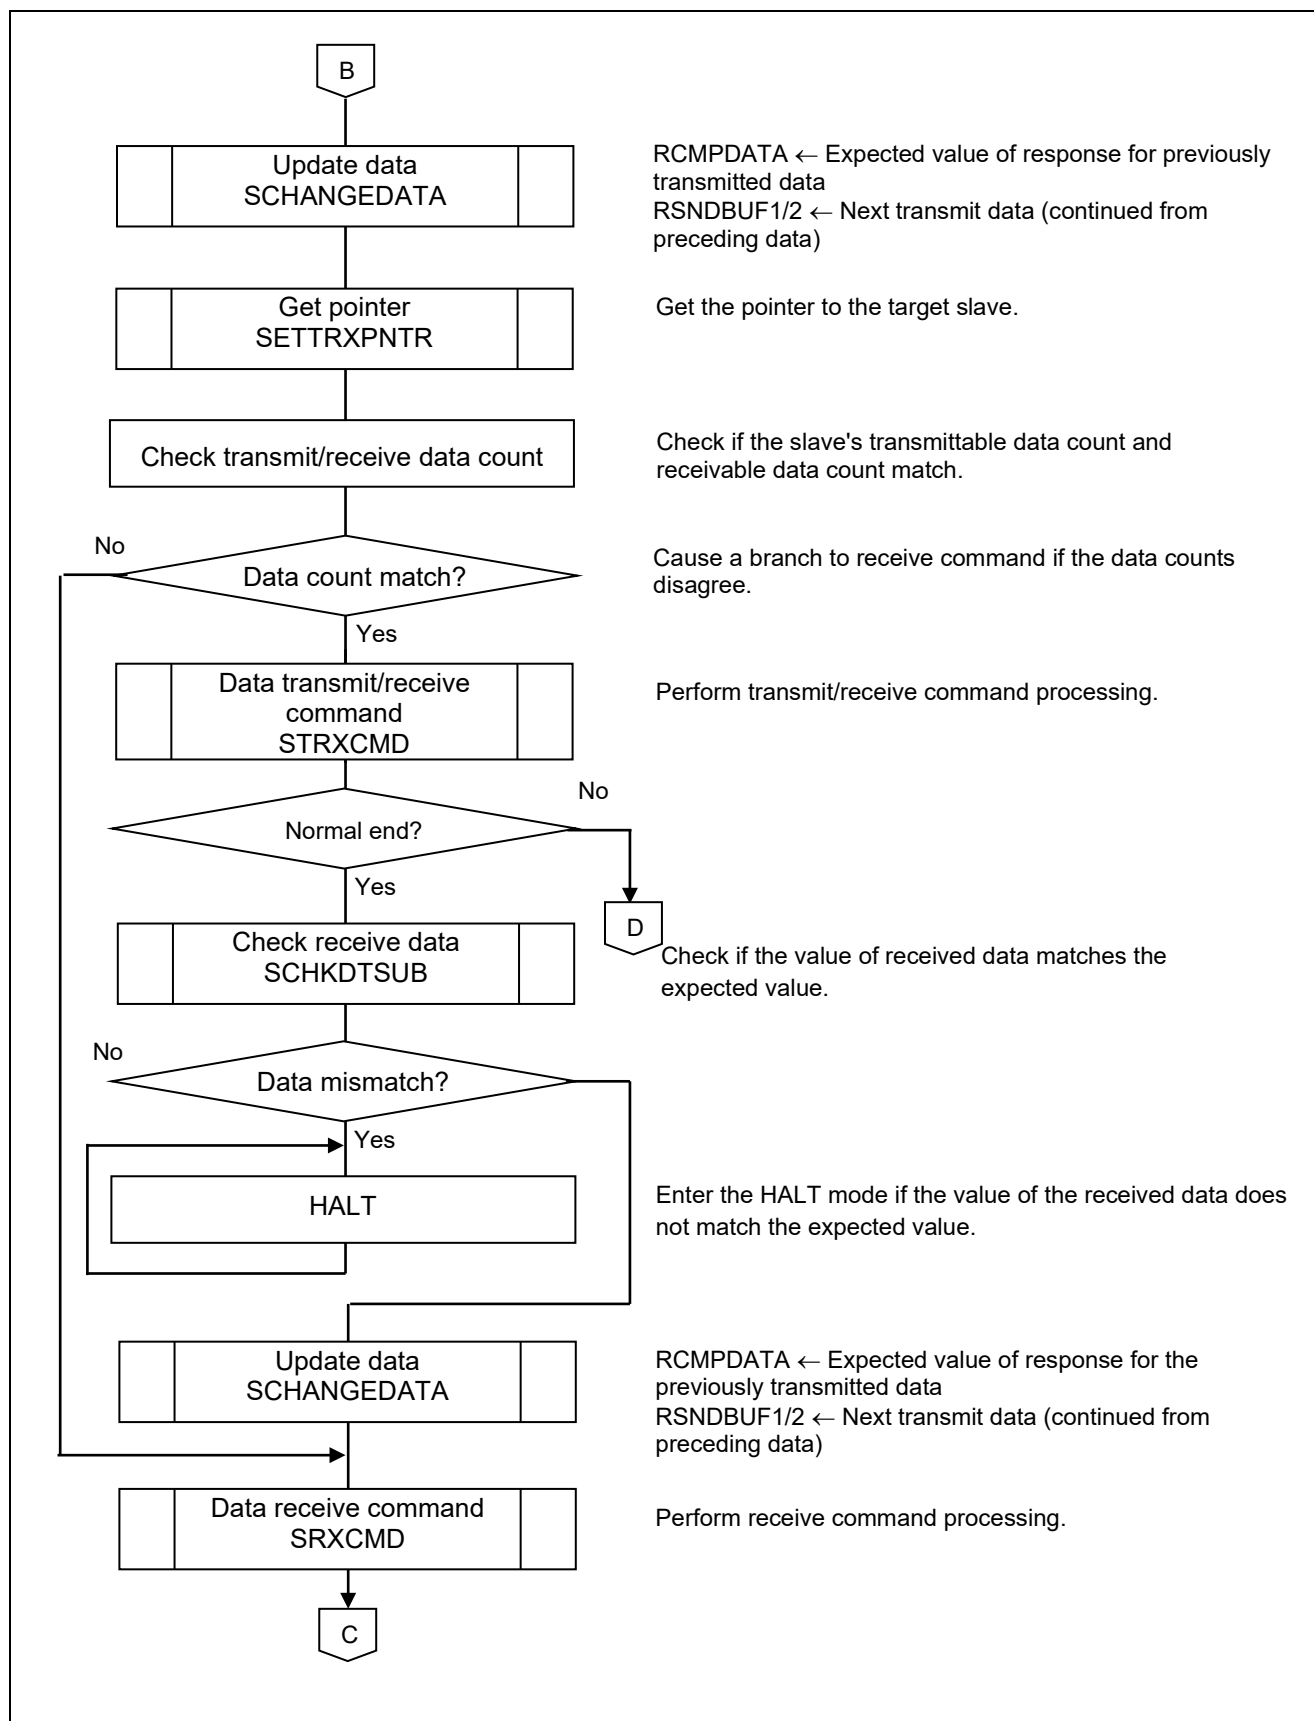 B
Update data
SCHANGEDATA
RCMPDATA ← Expected value of response for previously
transmitted data
RSNDBUF1/2 ← Next transmit data (continued from
preceding data)
Get pointer
SETTRXPNTR
Get the pointer to the target slave.
Check transmit/receive data count
Check if the slave's transmittable data count and
receivable data count match.
No
Data count match?
Cause a branch to receive command if the data counts
disagree.
Yes
Data transmit/receive
command
STRXCMD
Perform transmit/receive command processing.
No
Normal end?
Yes
D
Check receive data
SCHKDTSUB
Check if the value of received data matches the
expected value.
No
Data mismatch?
Yes
HALT
Enter the HALT mode if the value of the received data does
not match the expected value.
Update data
SCHANGEDATA
RCMPDATA ← Expected value of response for the
previously transmitted data
RSNDBUF1/2 ← Next transmit data (continued from
preceding data)
Data receive command
SRXCMD
Perform receive command processing.
C